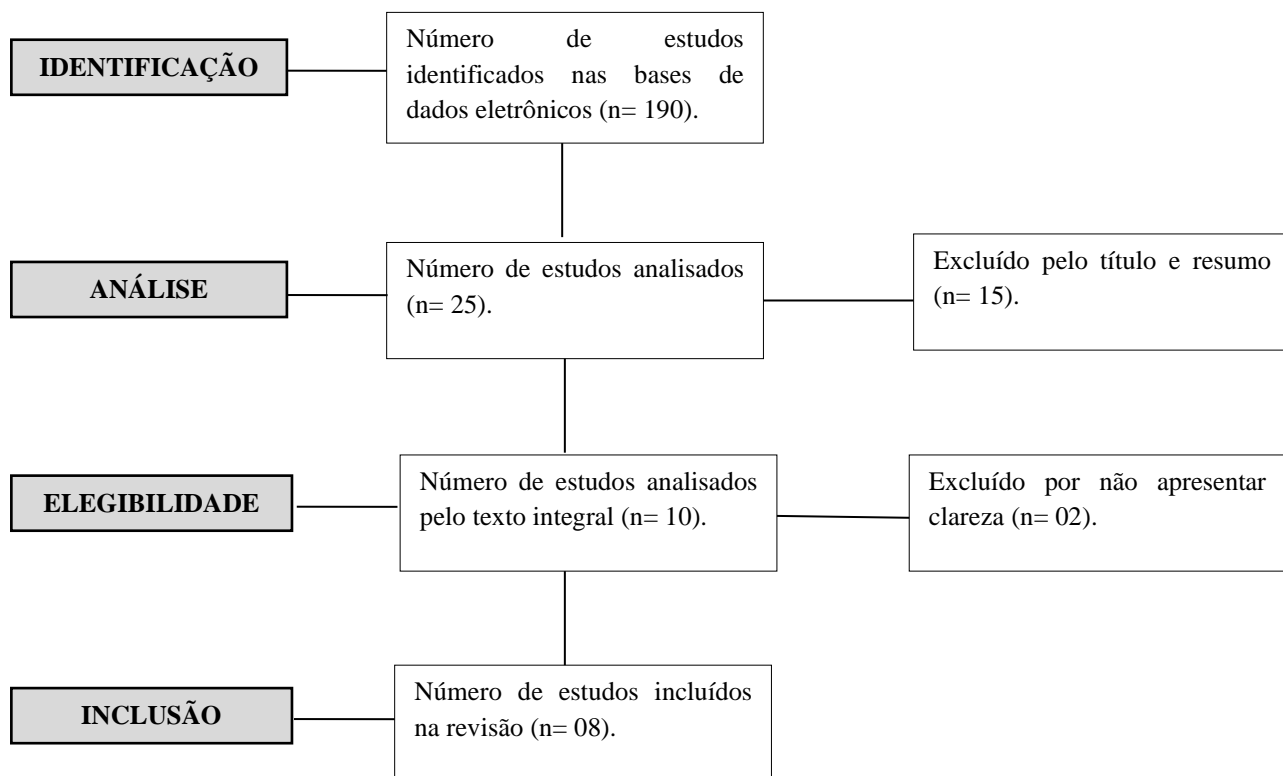 IDENTIFICAÇÃO
Número de estudos
identificados nas bases de
dados eletrônicos (n= 190).
ANÁLISE
Número de estudos analisados
(n= 25).
Excluído pelo título e resumo
(n= 15).
ELEGIBILIDADE
Número de estudos analisados
pelo texto integral (n= 10).
Excluído por não apresentar
clareza (n= 02).
INCLUSÃO
Número de estudos incluídos
na revisão (n= 08).